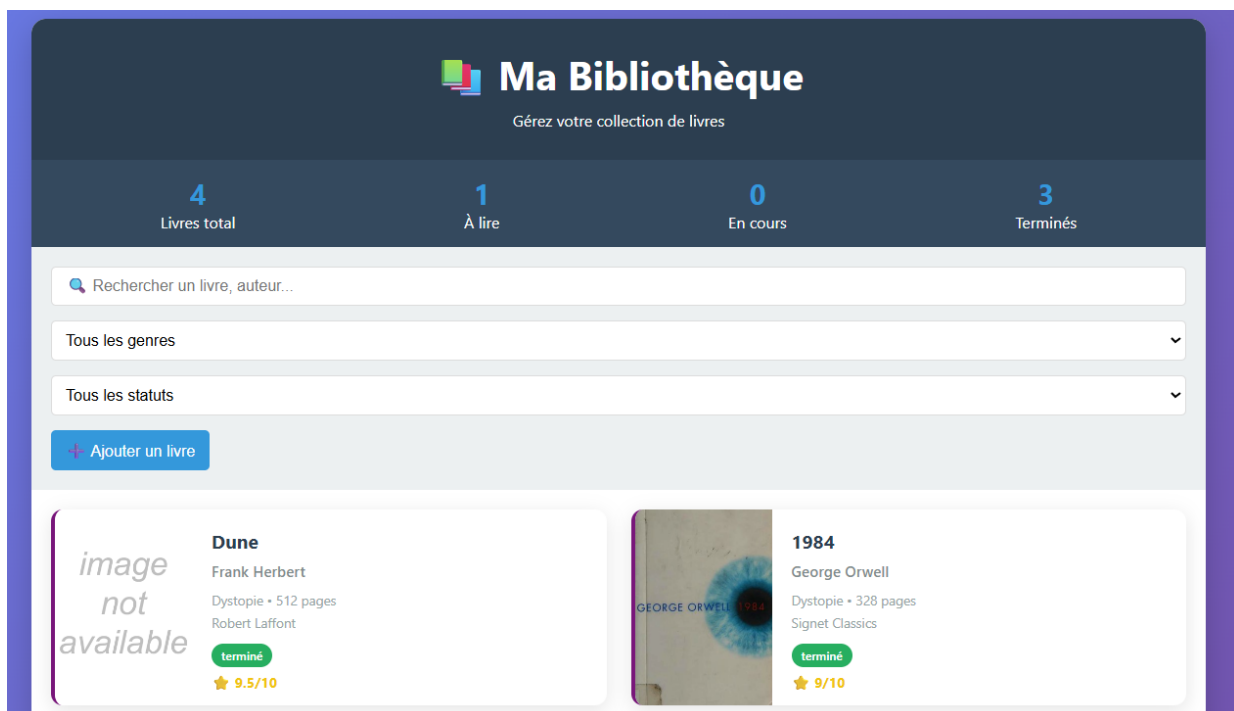 Ma Bibliothèque
Gérez votre collection de livres
4
Livres total
1
À lire
0
En cours
3
Terminés
Rechercher un livre, auteur...
Tous les genres
Tous les statuts
Ajouter un livre
image
not
available
Dune
Frank Herbert
Dystopie • 512 pages
Robert Laffont
terminé
9.5/10
GEORGE ORWELL 1984
1984
George Orwell
Dystopie • 328 pages
Signet Classics
terminé
9/10